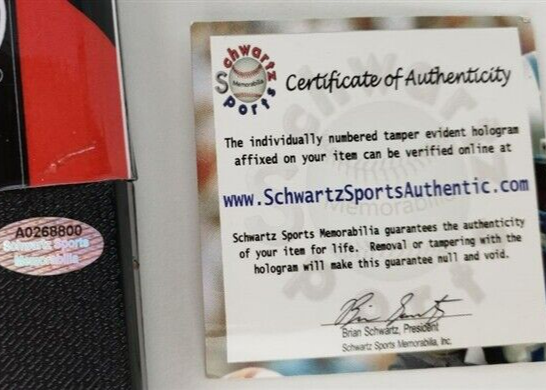 Schwartz
Sports
Memorabilia
Certificate of Authenticity
The individually numbered tamper evident hologram
affixed on your item can be verified online at
www.SchwartzSportsAuthentic.com
Schwartz Sports Memorabilia guarantees the authenticity
of your item for life. Removal or tampering with the
hologram will make this guarantee null and void.
Brian Schwartz, President
Schwartz Sports Memorabilia, Inc.
A0268800
Schwartz Sports
Memorabilia